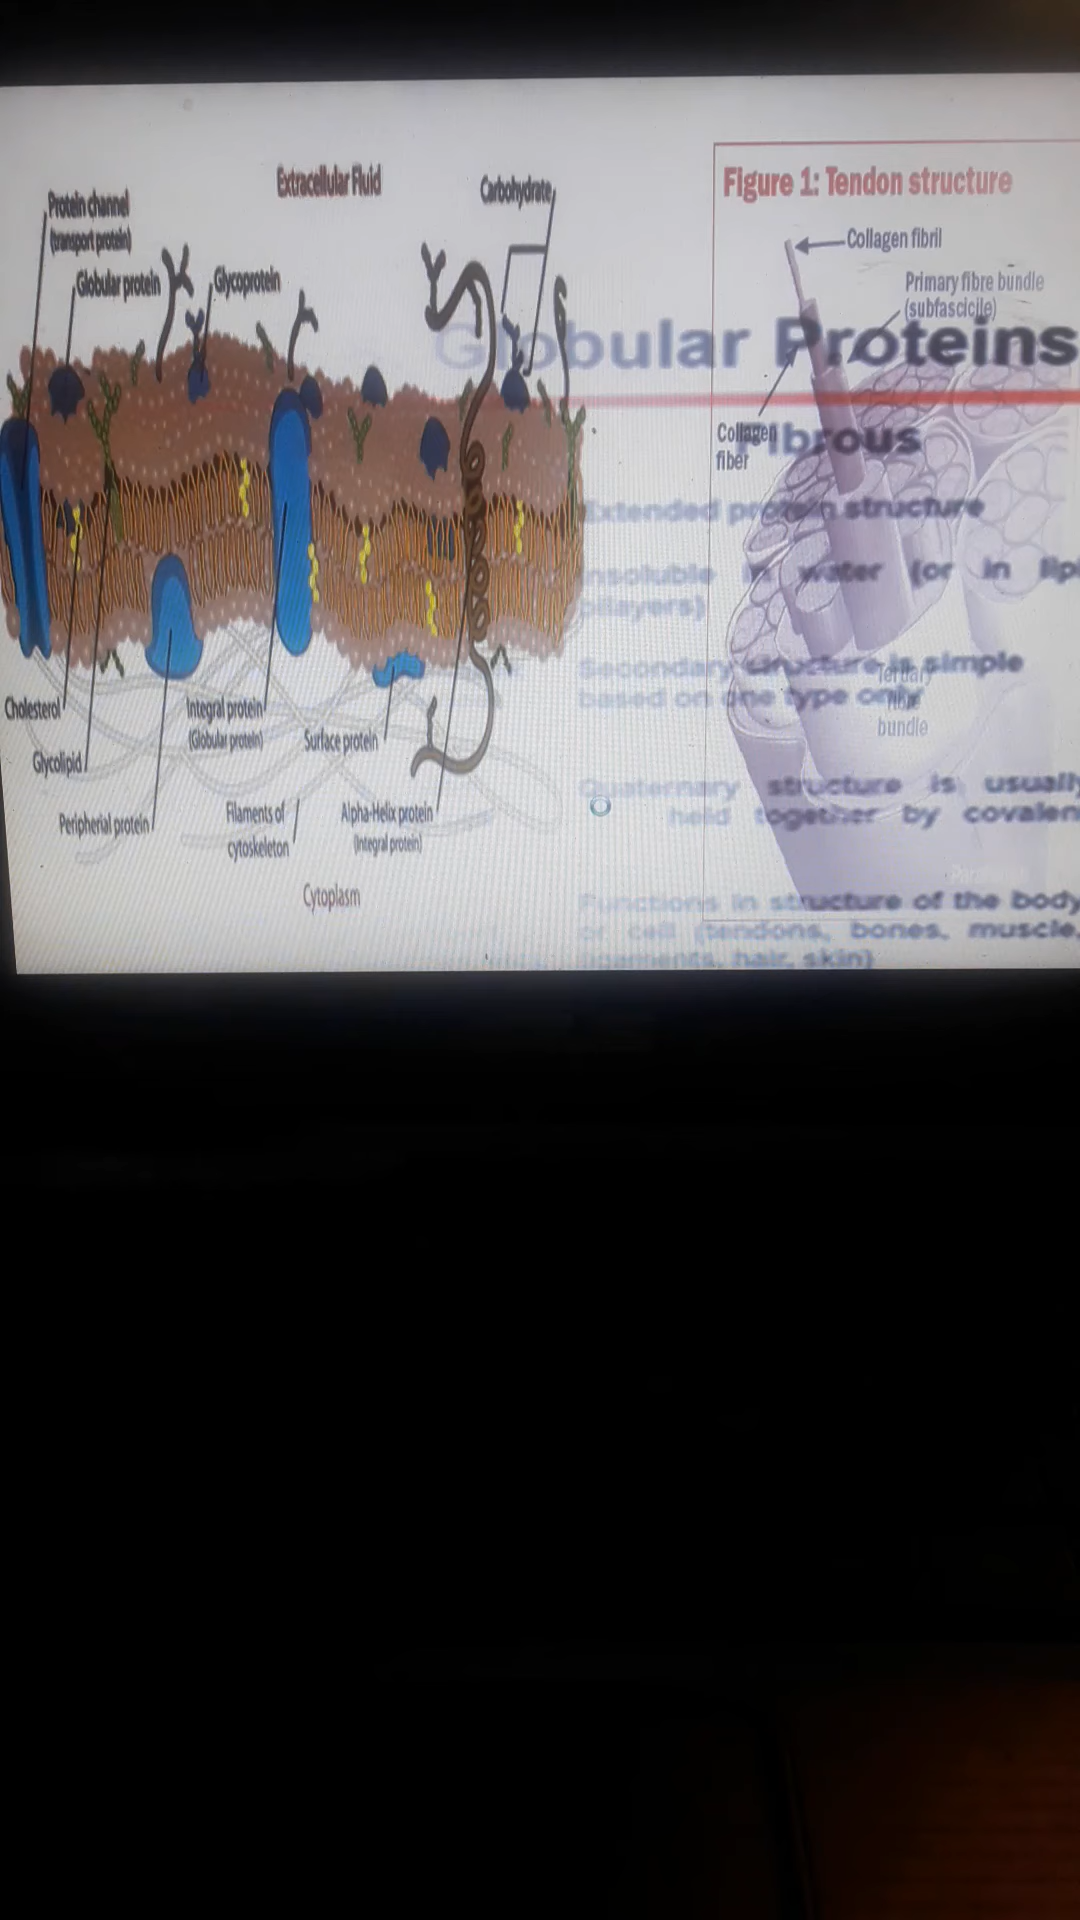 Extracellular Fluid
Carbohydrate
Protein channel
(transport protein)
Globular protein
Glycoprotein
Cholesterol
Glycolipid
Integral protein
(Globular protein)
Surface protein
Peripherial protein
Filaments of
cytoskeleton
Alpha-Helix protein
(Integral protein)
Cytoplasm
Figure 1: Tendon structure
Collagen fibril
Primary fibre bundle
(subfascicile)
Collagen
fiber
Tertiary
fibre
bundle
Globular Proteins
brous
Extended protein structure
Insoluble in water (or in lipi
bilayers)
Secondary structure is simple
based on one type only
Quaternary structure is usually
held together by covalen
Functions in structure of the body
or cell (tendons, bones, muscle,
ligaments, hair, skin)